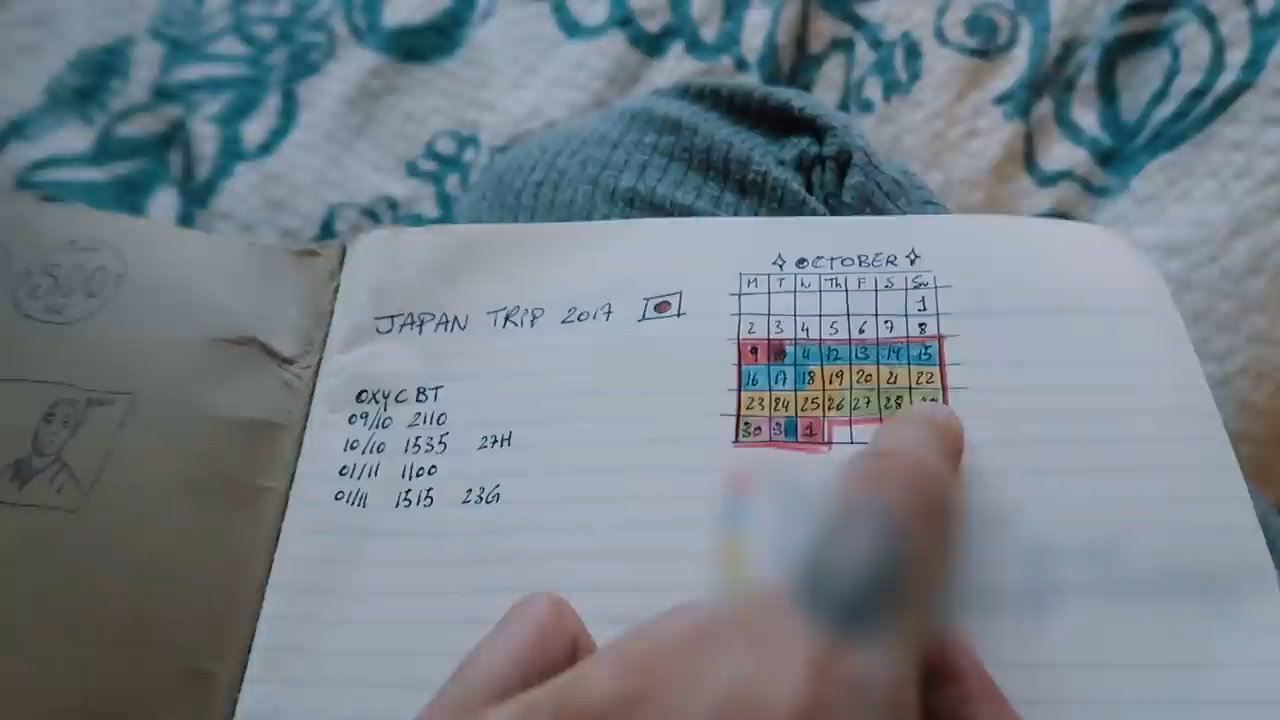 ¥500
JAPAN TRIP 2017
OXYCBT
09/10 2110
10/10 1535 27H
01/11 1100
01/11 1515 23G
OCTOBER
M T W Th F S Su
1
2 3 4 5 6 7 8
9 10 11 12 13 14 15
16 17 18 19 20 21 22
23 24 25 26 27 28
30 31 1